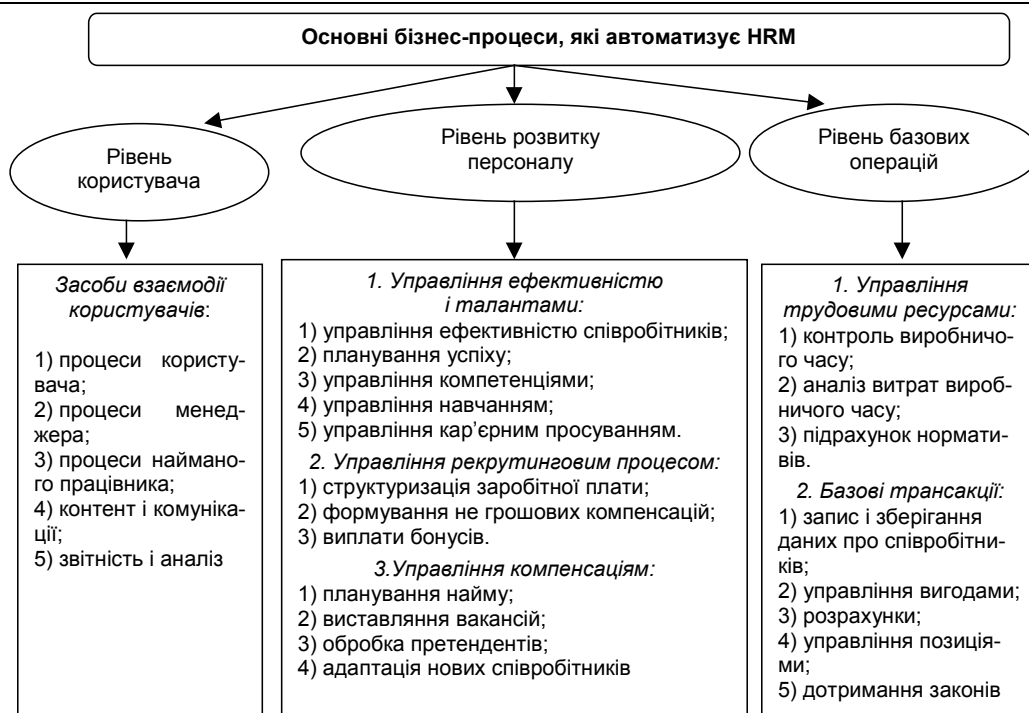 Основні бізнес-процеси, які автоматизує HRM
Рівень
користувача
Рівень розвитку
персоналу
Рівень базових
операцій
Засоби взаємодії
користувачів:
1) процеси користу-
вача;
2) процеси менед-
жера;
3) процеси найманo-
го працівника;
4) контент і комуніка-
ції;
5) звітність і аналіз
1. Управління ефективністю
і талантами:
1) управління ефективністю співробітників;
2) планування успіху;
3) управління компетенціями;
4) управління навчанням;
5) управління кар’єрним просуванням.
2. Управління рекрутинговим процесом:
1) структуризація заробітної плати;
2) формування не грошових компенсацій;
3) виплати бонусів.
3.Управління компенсаціям:
1) планування найму;
2) виставляння вакансій;
3) обробка претендентів;
4) адаптація нових співробітників
1. Управління
трудовими ресурсами:
1) контроль виробничо-
го часу;
2) аналіз витрат вироб-
ничого часу;
3) підрахунок нормати-
вів.
2. Базові трансакції:
1) запис і зберігання
даних про співробітни-
ків;
2) управління вигодами;
3) розрахунки;
4) управління позиція-
ми;
5) дотримання законів